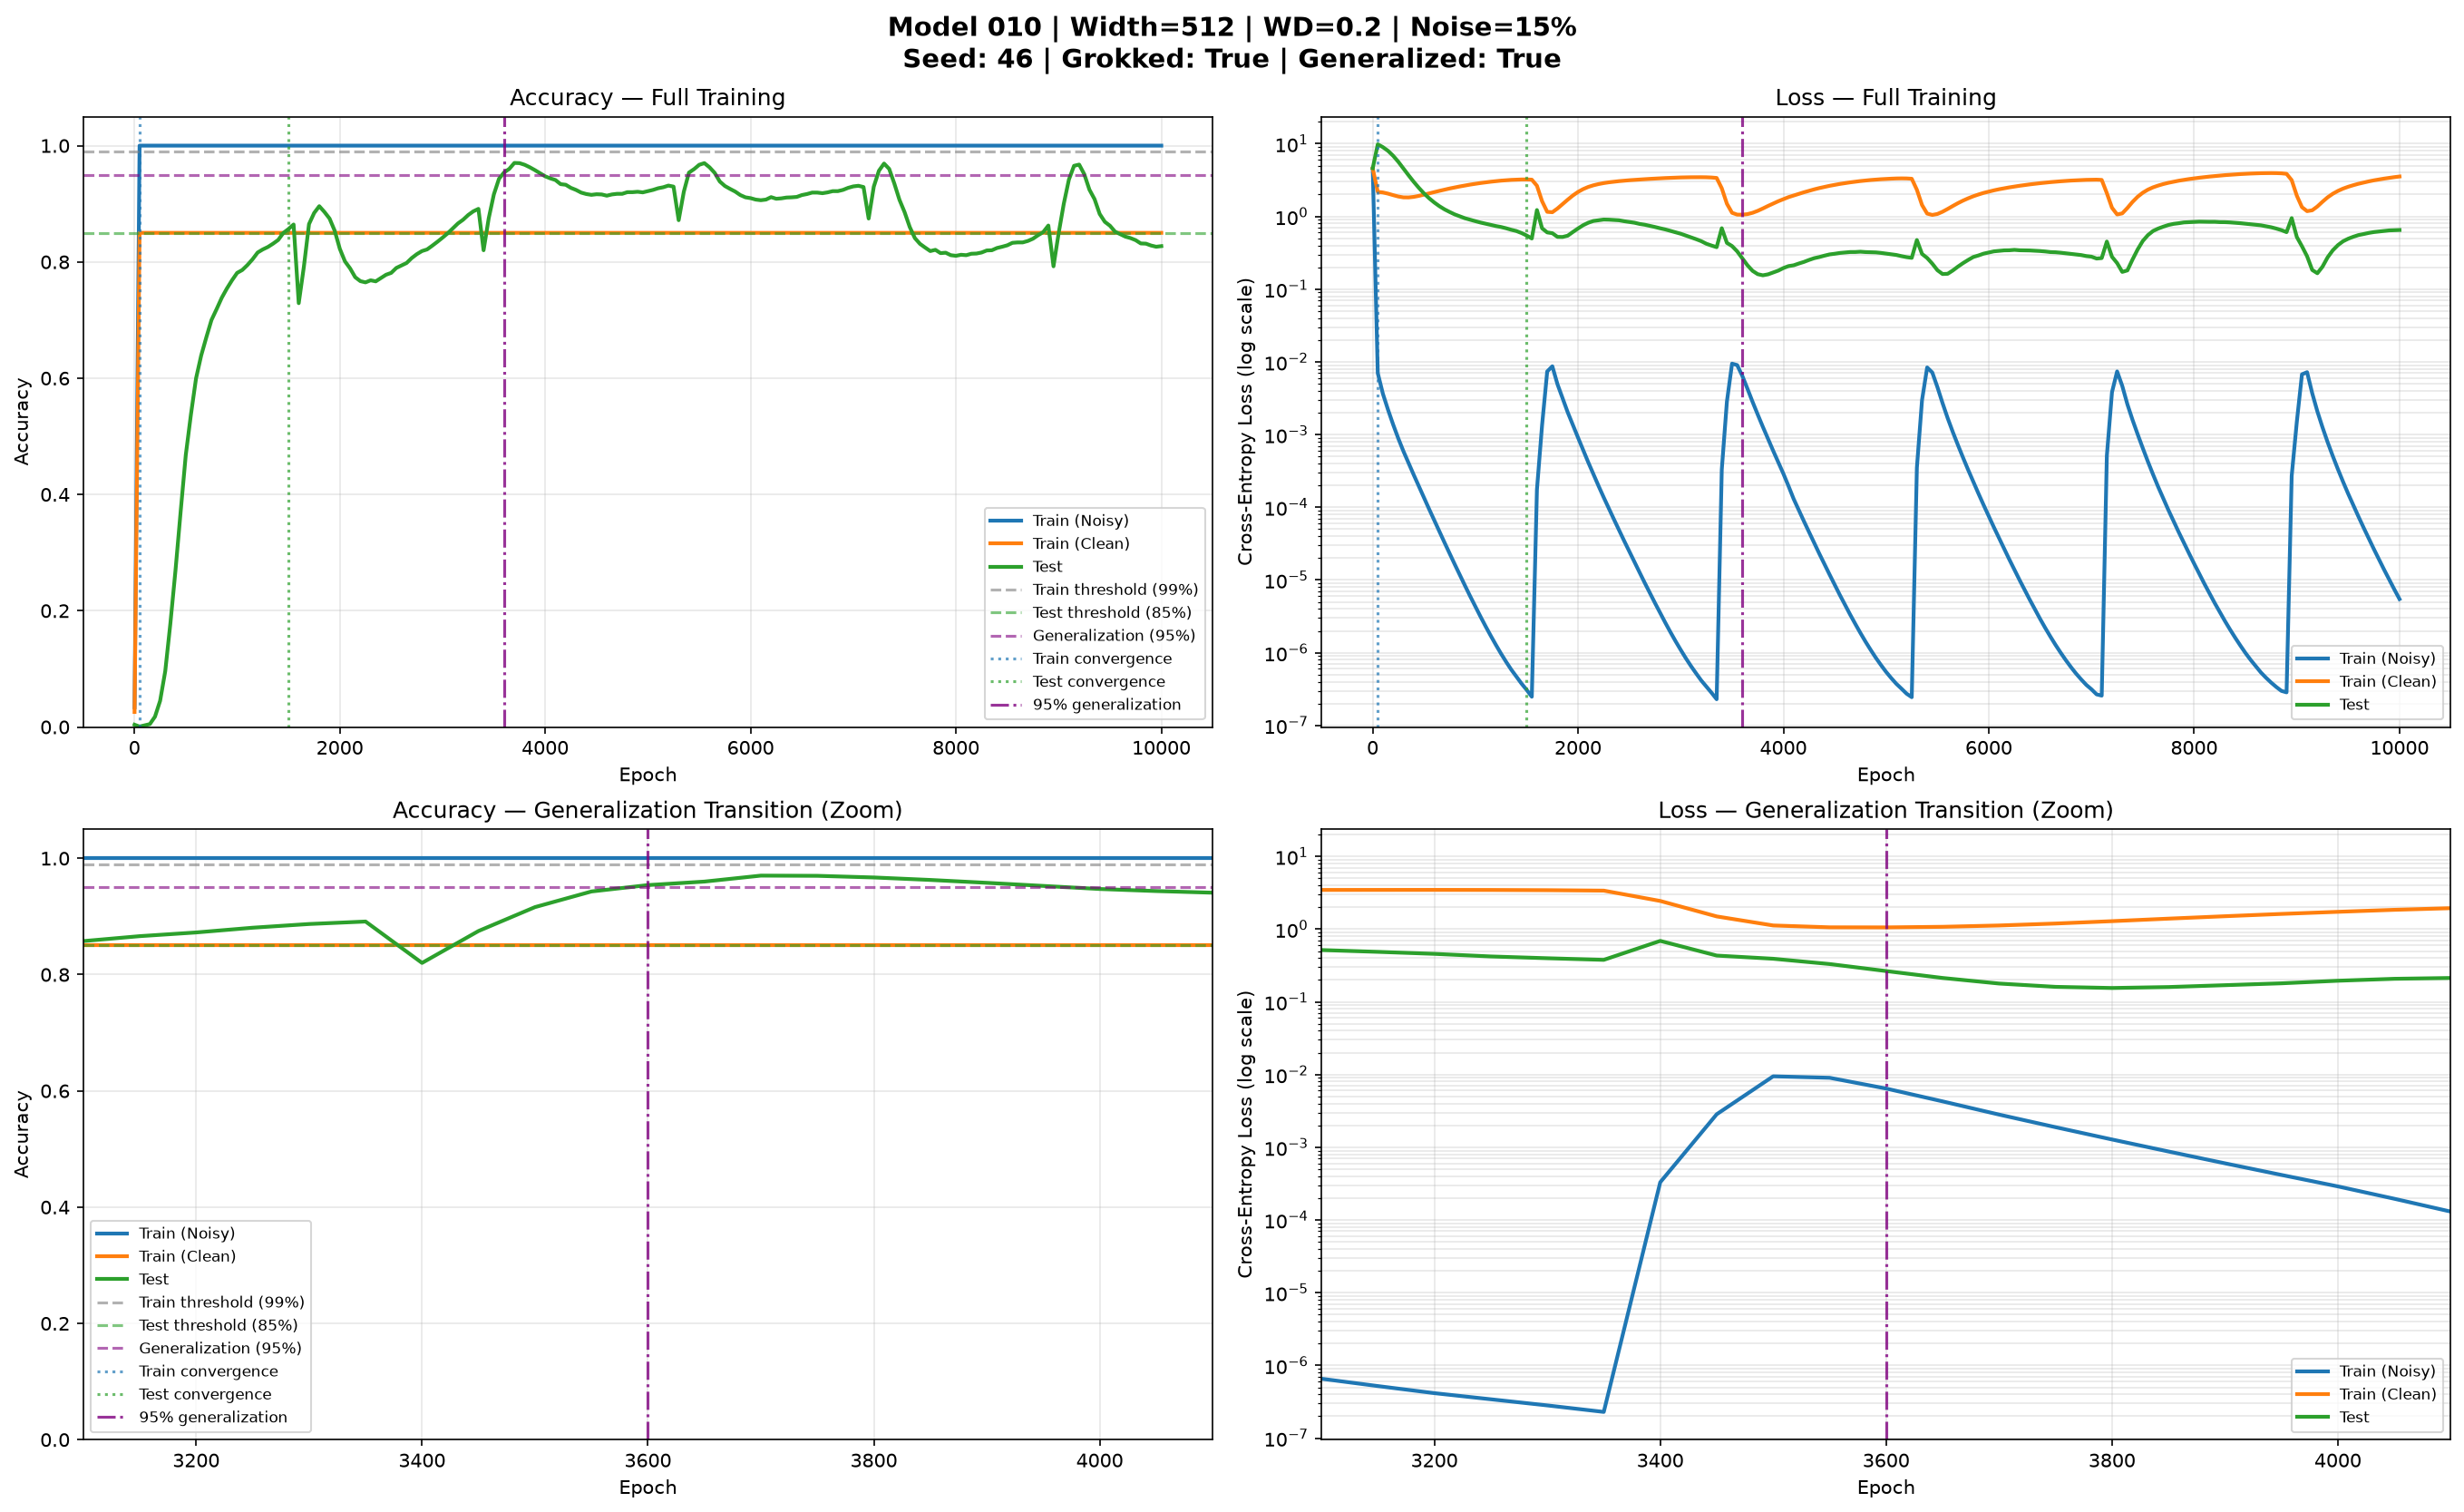 Model 010 | Width=512 | WD=0.2 | Noise=15%
Seed: 46 | Grokked: True | Generalized: True
Accuracy — Full Training
Accuracy
1.0
0.8
0.6
0.4
0.2
0.0
0 2000 4000 6000 8000 10000
Epoch
Train (Noisy)
Train (Clean)
Test
Train threshold (99%)
Test threshold (85%)
Generalization (95%)
Train convergence
Test convergence
95% generalization
Loss — Full Training
Cross-Entropy Loss (log scale)
10¹
10⁰
10⁻¹
10⁻²
10⁻³
10⁻⁴
10⁻⁵
10⁻⁶
10⁻⁷
0 2000 4000 6000 8000 10000
Epoch
Train (Noisy)
Train (Clean)
Test
Accuracy — Generalization Transition (Zoom)
Accuracy
1.0
0.8
0.6
0.4
0.2
0.0
3200 3400 3600 3800 4000
Epoch
Train (Noisy)
Train (Clean)
Test
Train threshold (99%)
Test threshold (85%)
Generalization (95%)
Train convergence
Test convergence
95% generalization
Loss — Generalization Transition (Zoom)
Cross-Entropy Loss (log scale)
10¹
10⁰
10⁻¹
10⁻²
10⁻³
10⁻⁴
10⁻⁵
10⁻⁶
10⁻⁷
3200 3400 3600 3800 4000
Epoch
Train (Noisy)
Train (Clean)
Test